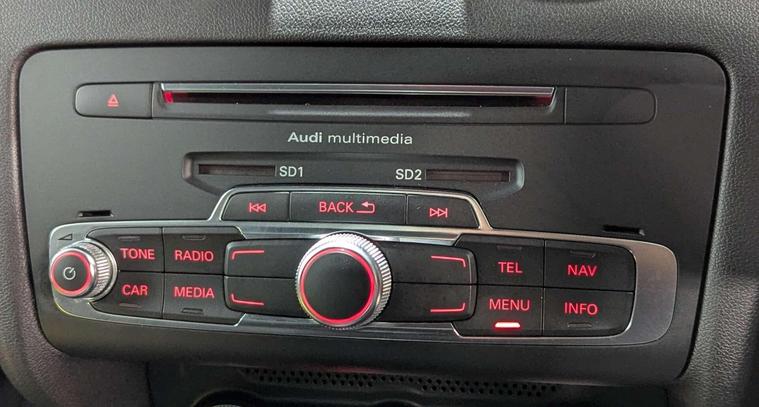 Audi multimedia
SD1 SD2
BACK
TONE RADIO TEL NAV
CAR MEDIA MENU INFO